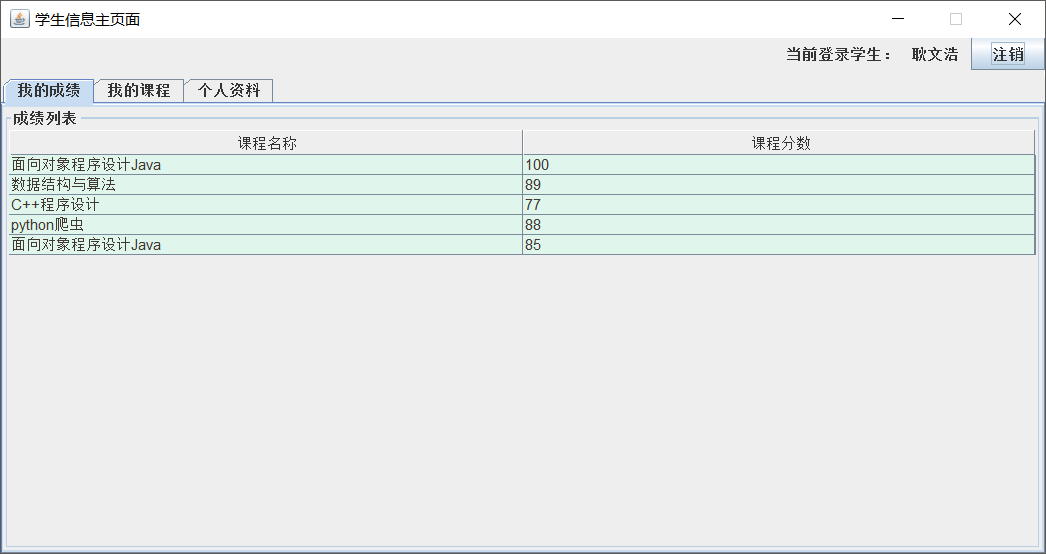 学生信息主页面
当前登录学生： 耿文浩 注销
我的成绩 我的课程 个人资料
成绩列表
课程名称 课程分数
面向对象程序设计Java 100
数据结构与算法 89
C++程序设计 77
python爬虫 88
面向对象程序设计Java 85